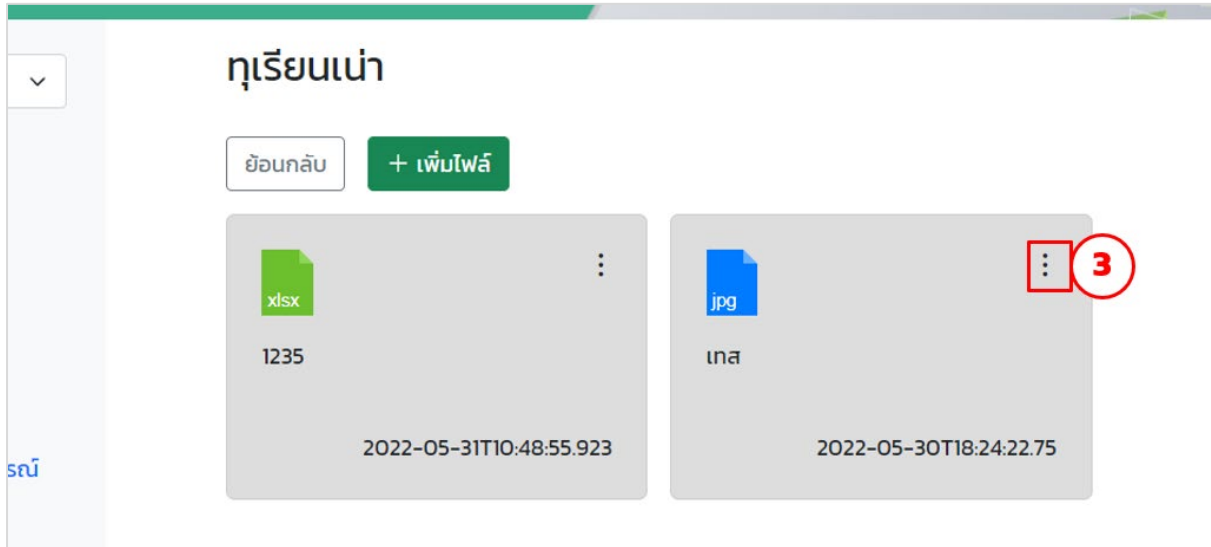 ทุเรียนเน่า
ย้อนกลับ
+ เพิ่มไฟล์
xlsx
jpg
3
1235
เทส
2022-05-31T10:48:55.923
2022-05-30T18:24:22.75
รณ์